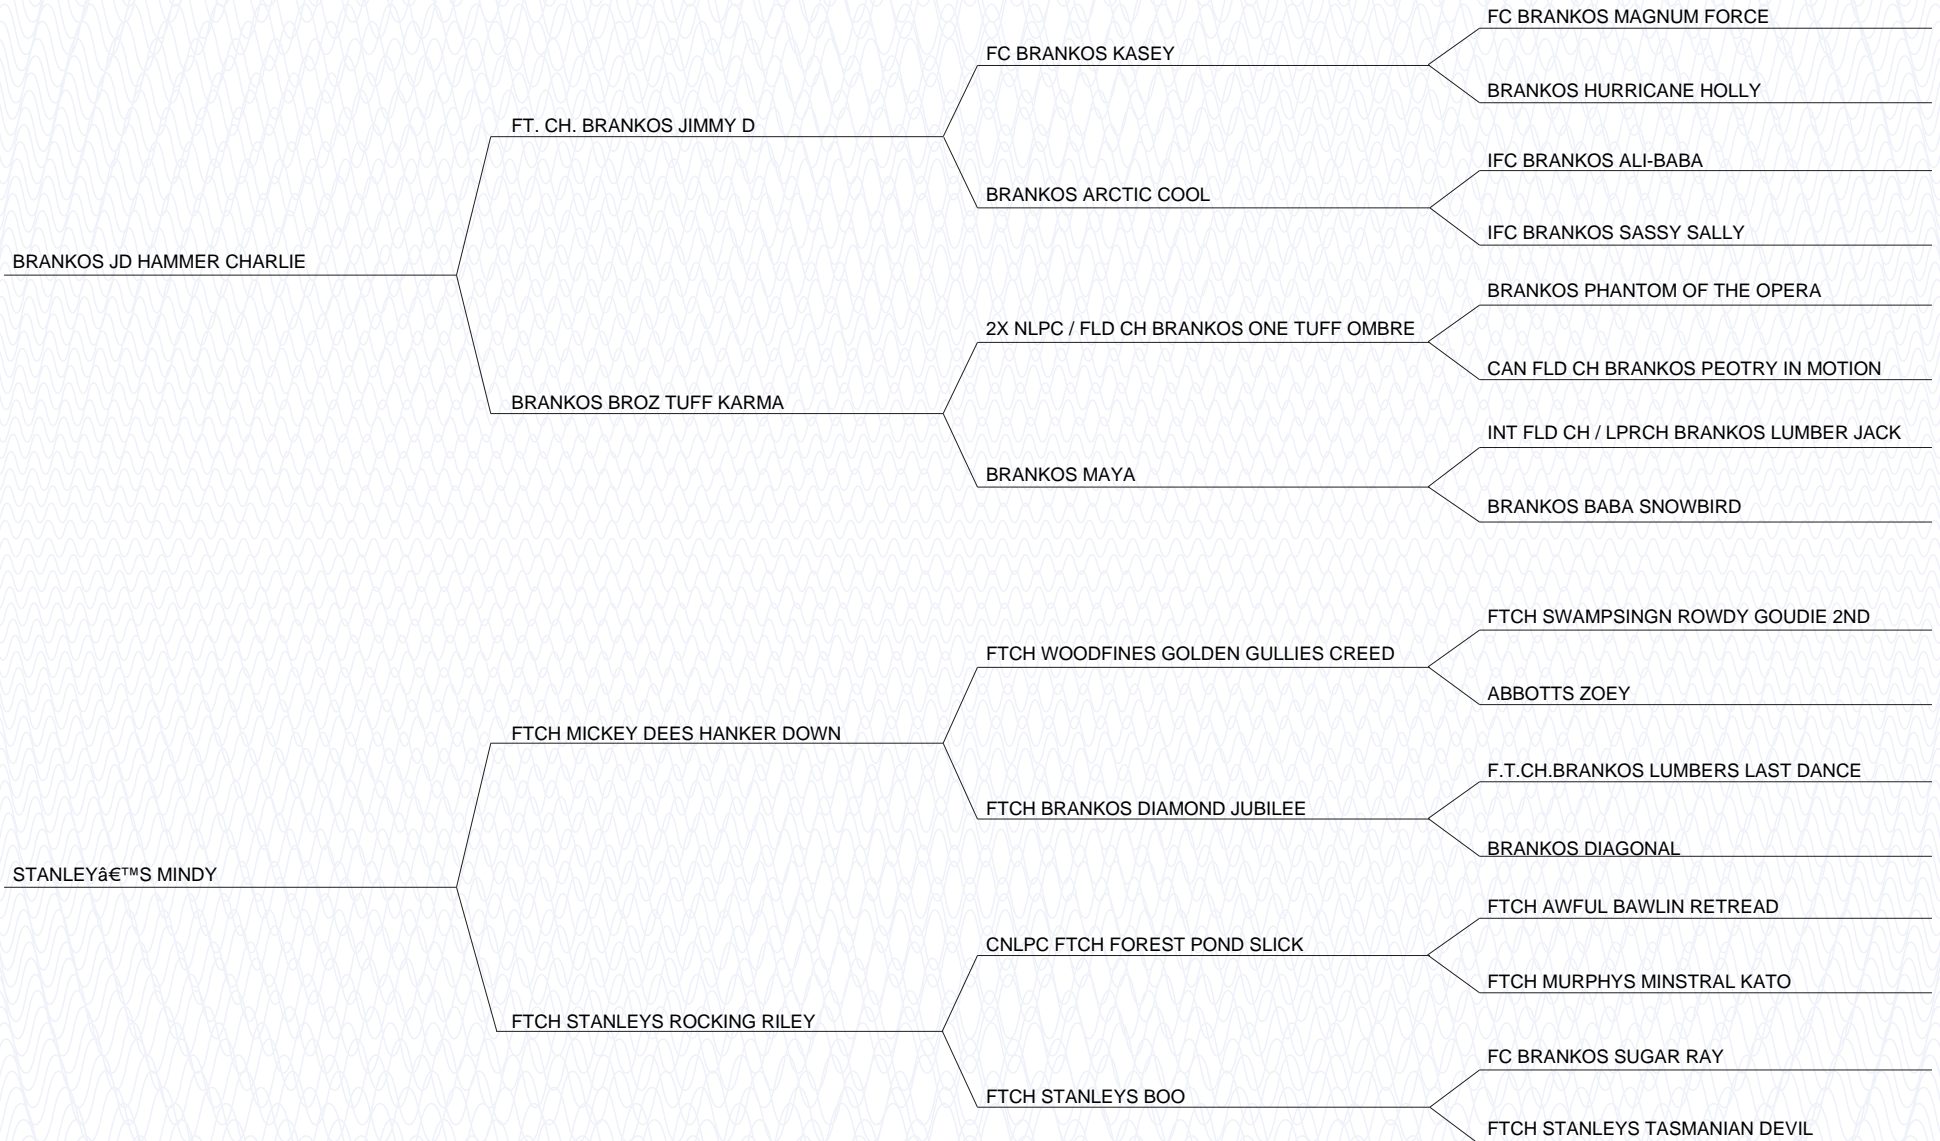 FC BRANKOS MAGNUM FORCE
FC BRANKOS KASEY
BRANKOS HURRICANE HOLLY
FT. CH. BRANKOS JIMMY D
IFC BRANKOS ALI-BABA
BRANKOS ARCTIC COOL
IFC BRANKOS SASSY SALLY
BRANKOS JD HAMMER CHARLIE
BRANKOS PHANTOM OF THE OPERA
2X NLPC / FLD CH BRANKOS ONE TUFF OMBRE
CAN FLD CH BRANKOS PEOTRY IN MOTION
BRANKOS BROZ TUFF KARMA
INT FLD CH / LPRCH BRANKOS LUMBER JACK
BRANKOS MAYA
BRANKOS BABA SNOWBIRD
FTCH SWAMPSINGN ROWDY GOUDIE 2ND
FTCH WOODFINES GOLDEN GULLIES CREED
ABBOTTS ZOEY
FTCH MICKEY DEES HANKER DOWN
F.T.CH.BRANKOS LUMBERS LAST DANCE
FTCH BRANKOS DIAMOND JUBILEE
BRANKOS DIAGONAL
STANLEYâ€™S MINDY
FTCH AWFUL BAWLIN RETREAD
CNLPC FTCH FOREST POND SLICK
FTCH MURPHYS MINSTRAL KATO
FTCH STANLEYS ROCKING RILEY
FC BRANKOS SUGAR RAY
FTCH STANLEYS BOO
FTCH STANLEYS TASMANIAN DEVIL